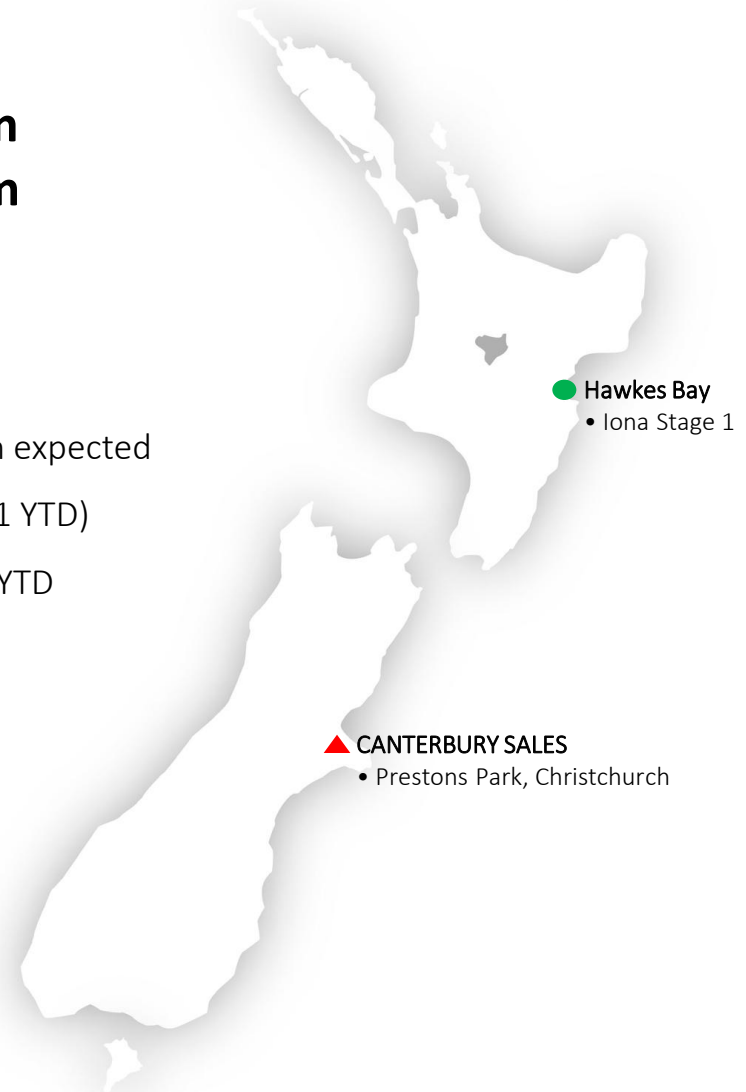 n
n
expected
1 YTD)
YTD
Hawkes Bay
• Iona Stage 1
CANTERBURY SALES
• Prestons Park, Christchurch